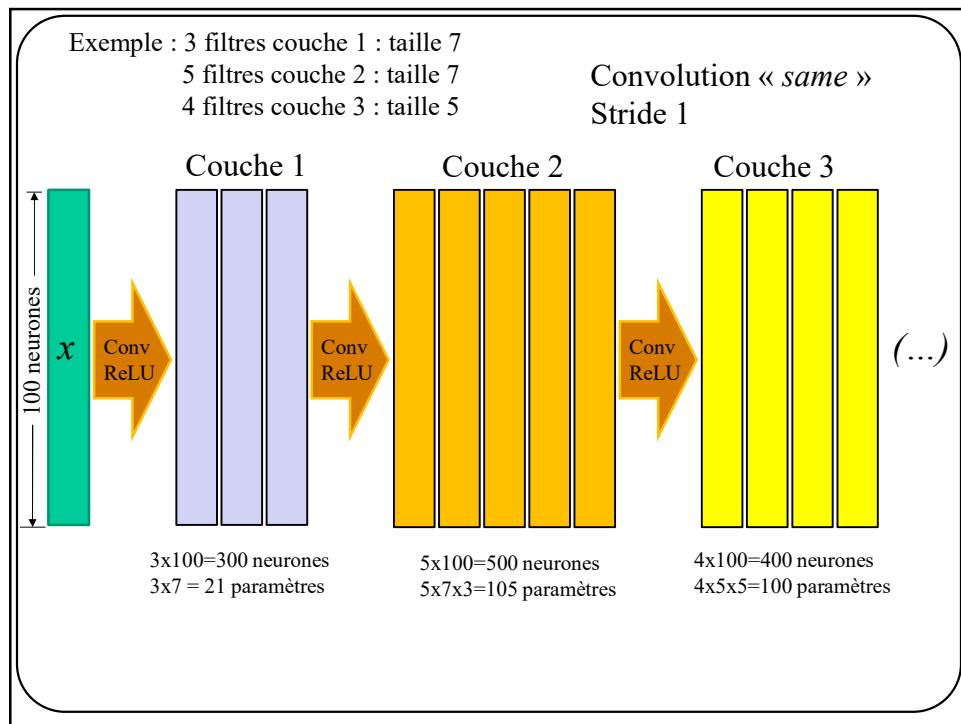 Exemple : 3 filtres couche 1 : taille 7
5 filtres couche 2 : taille 7
4 filtres couche 3 : taille 5
Convolution « same »
Stride 1
Couche 1
Couche 2
Couche 3
100 neurones
x
Conv
ReLU
Conv
ReLU
Conv
ReLU
(...)
3x100=300 neurones
3x7 = 21 paramètres
5x100=500 neurones
5x7x3=105 paramètres
4x100=400 neurones
4x5x5=100 paramètres